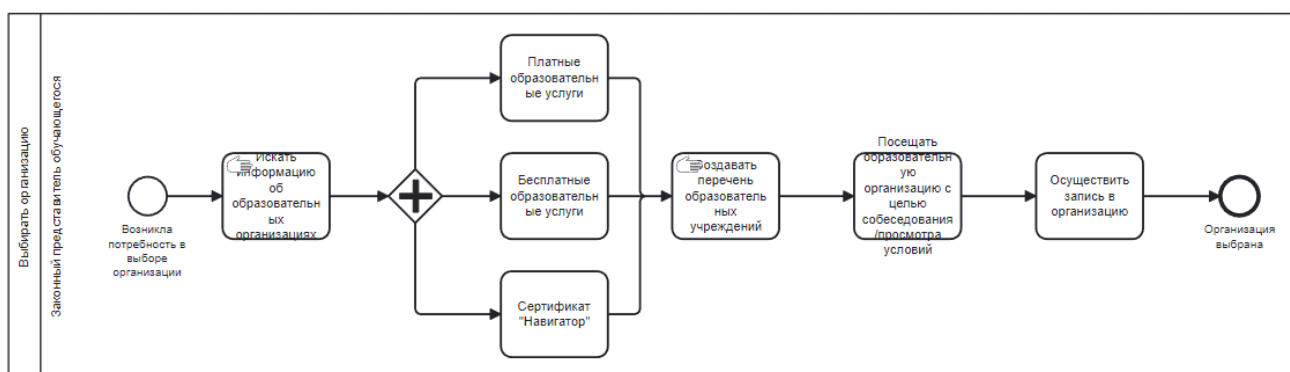 Выбирать организацию
Законный представитель обучающегося
Возникла
потребность в
выборе
организации
Искать
информацию
об
образовательн
ых
организациях
Платные
образовательн
ые услуги
Бесплатные
образовательн
ые услуги
Сертификат
"Навигатор"
Создавать
перечень
образовате
льных
учреждений
Посещать
образовательн
ую
организацию с
целью
собеседования
/просмотра
условий
Осуществить
запись в
организацию
Организация
выбрана